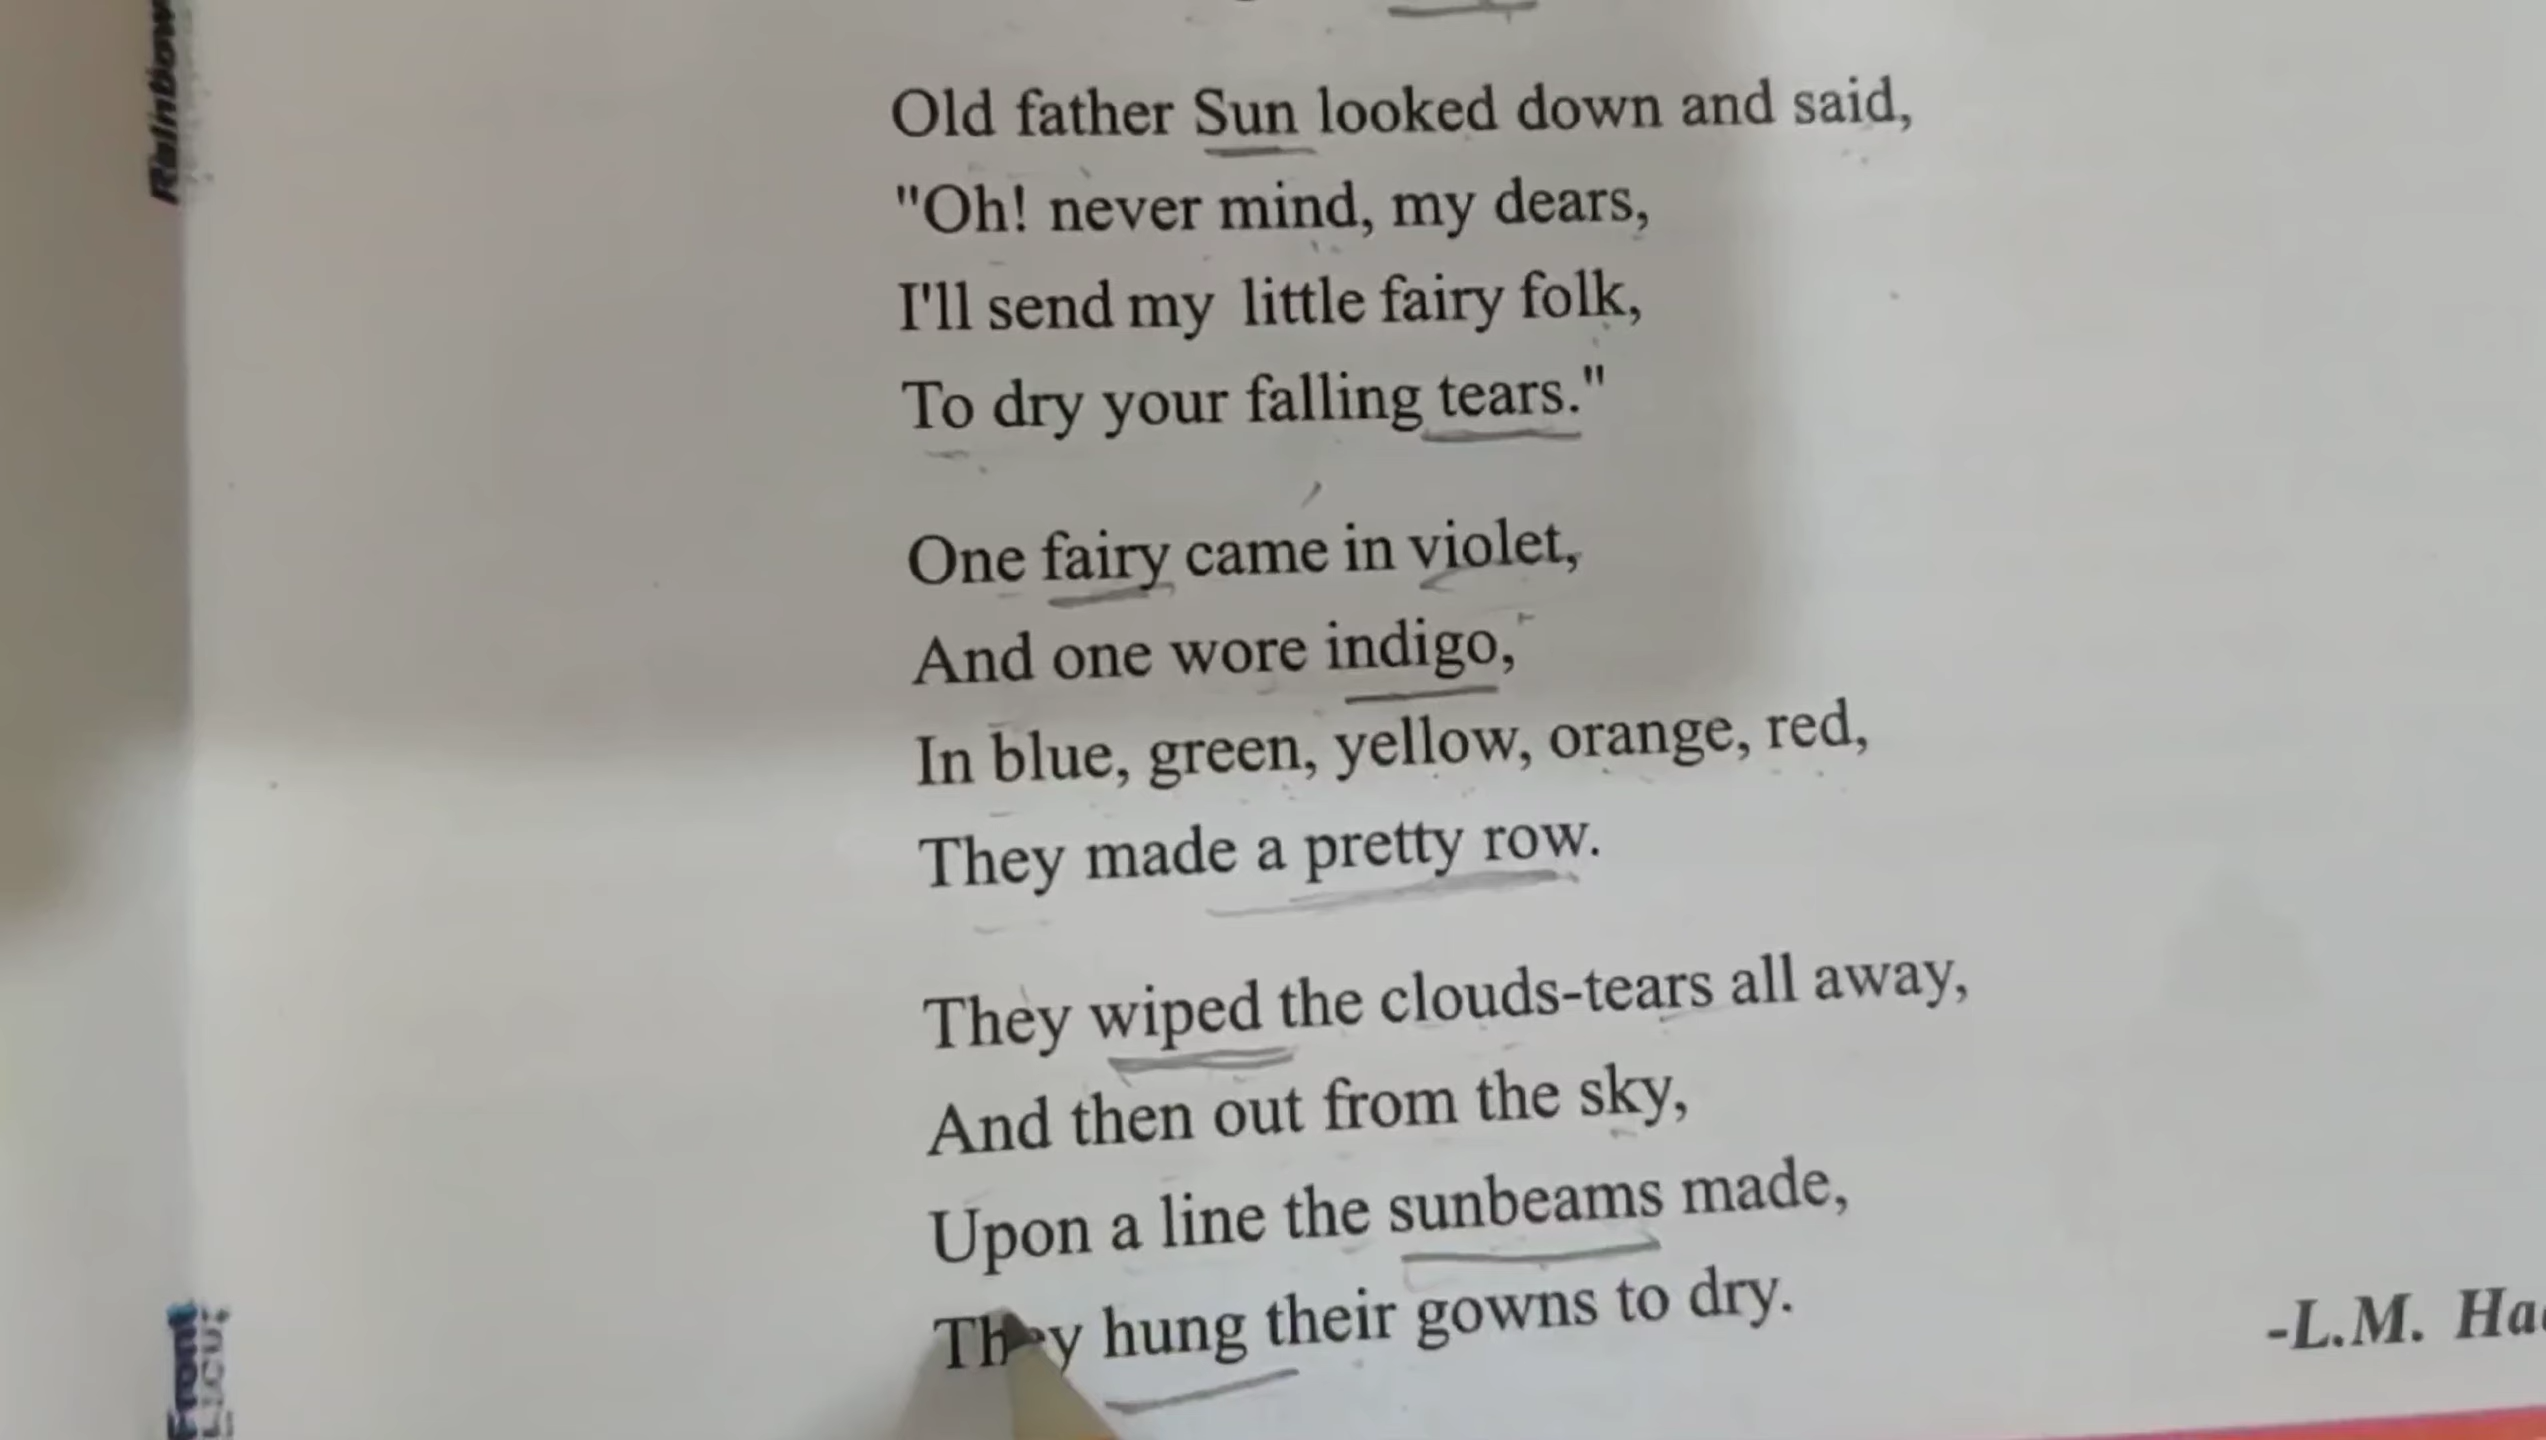 Rainbow
Old father Sun looked down and said,
"Oh! never mind, my dears,
I'll send my little fairy folk,
To dry your falling tears."
One fairy came in violet,
And one wore indigo,
In blue, green, yellow, orange, red,
They made a pretty row.
They wiped the clouds-tears all away,
And then out from the sky,
Upon a line the sunbeams made,
They hung their gowns to dry.
-L.M.